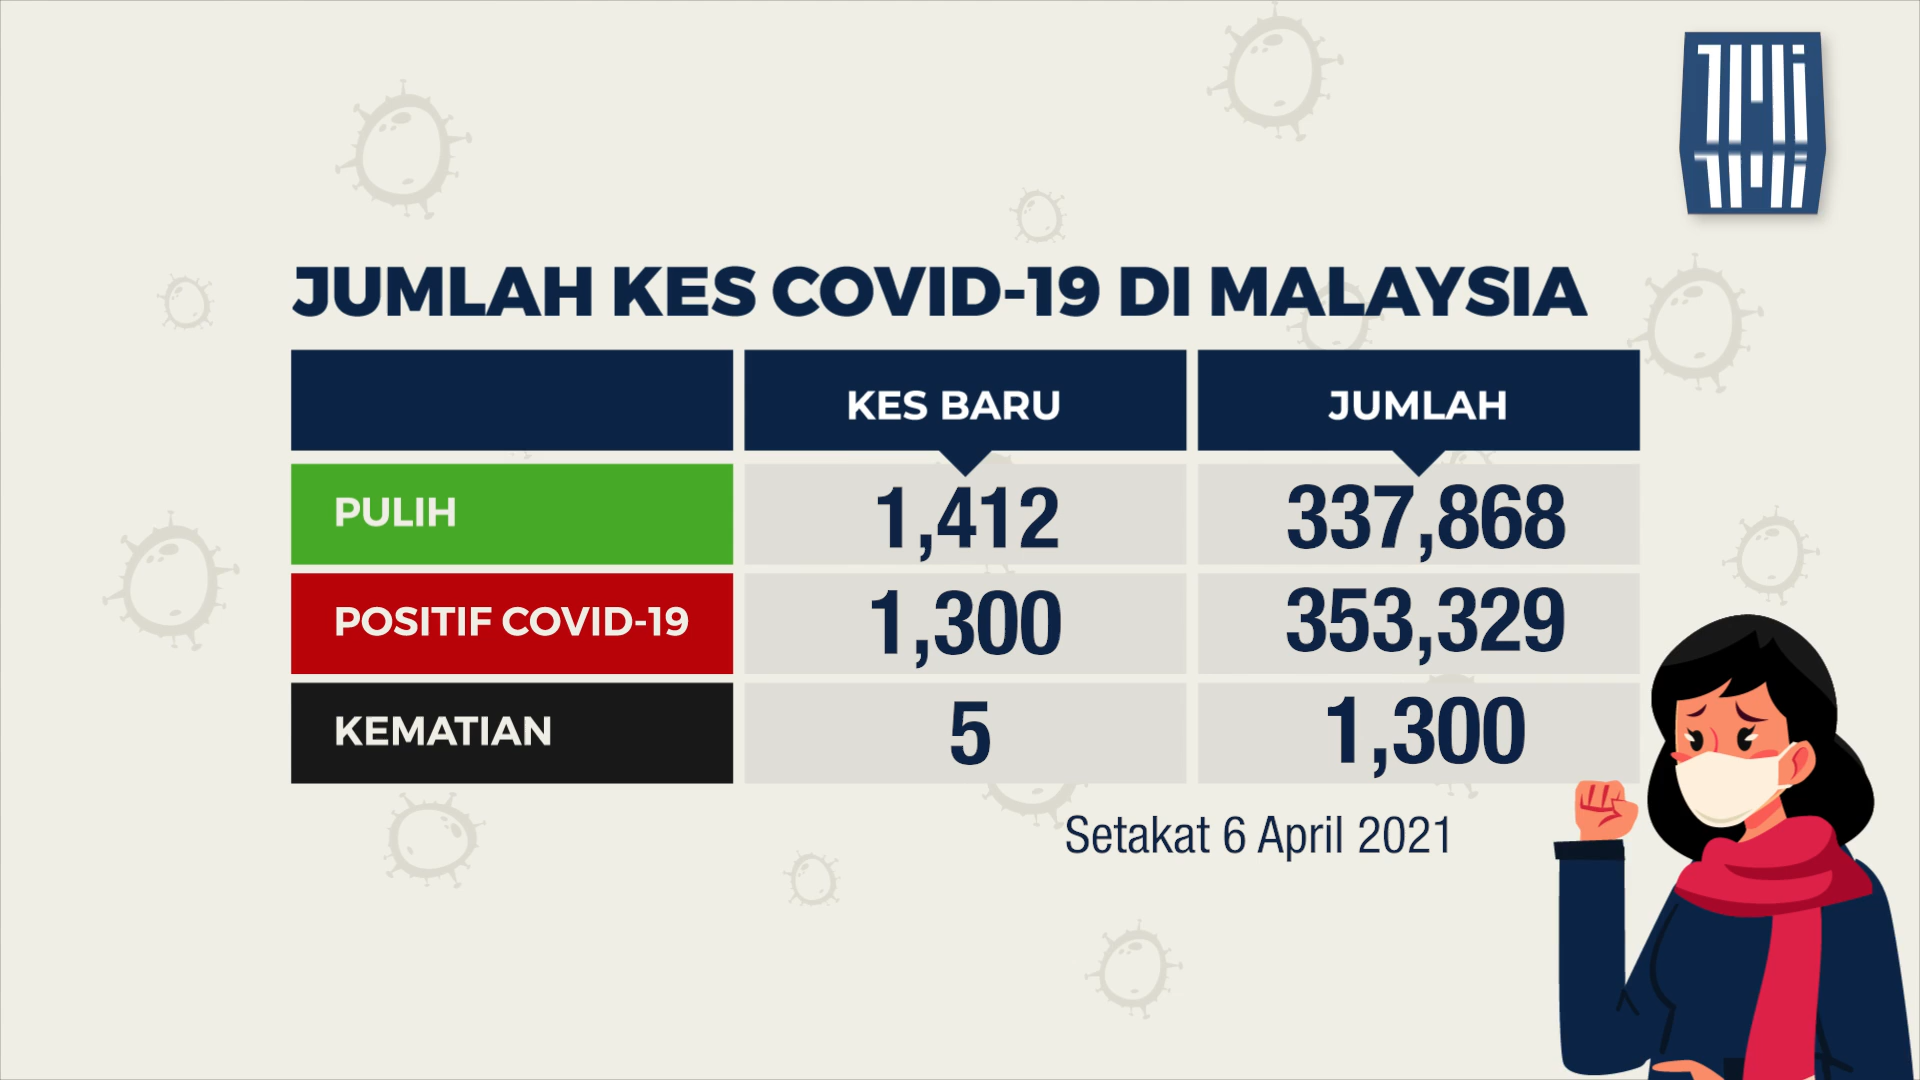 JUMLAH KES COVID-19 DI MALAYSIA
KES BARU JUMLAH
PULIH 1,412 337,868
POSITIF COVID-19 1,300 353,329
KEMATIAN 5 1,300
Setakat 6 April 2021